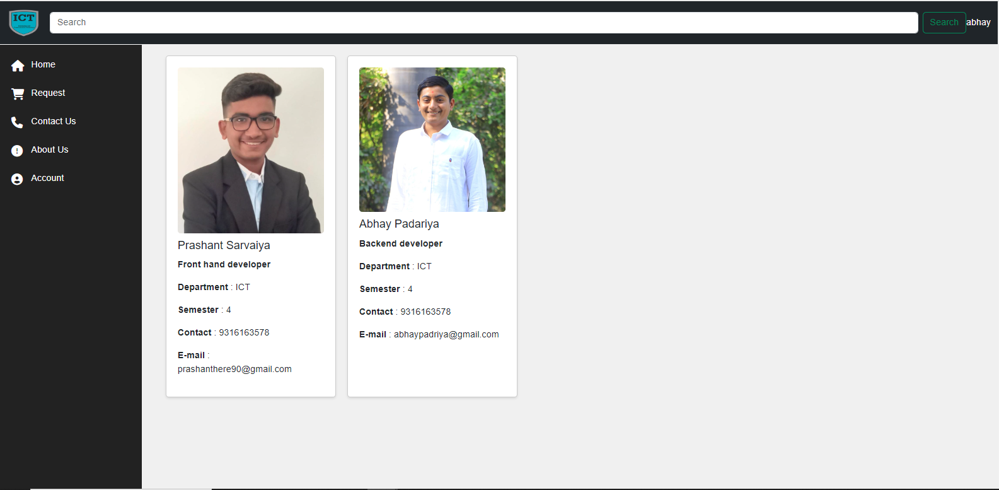 ICT
Search
Search
abhay
Home
Request
Contact Us
About Us
Account
Prashant Sarvaiya
Front hand developer
Department : ICT
Semester : 4
Contact : 9316163578
E-mail :
prashanthere90@gmail.com
Abhay Padariya
Backend developer
Department : ICT
Semester : 4
Contact : 9316163578
E-mail : abhaypadriya@gmail.com